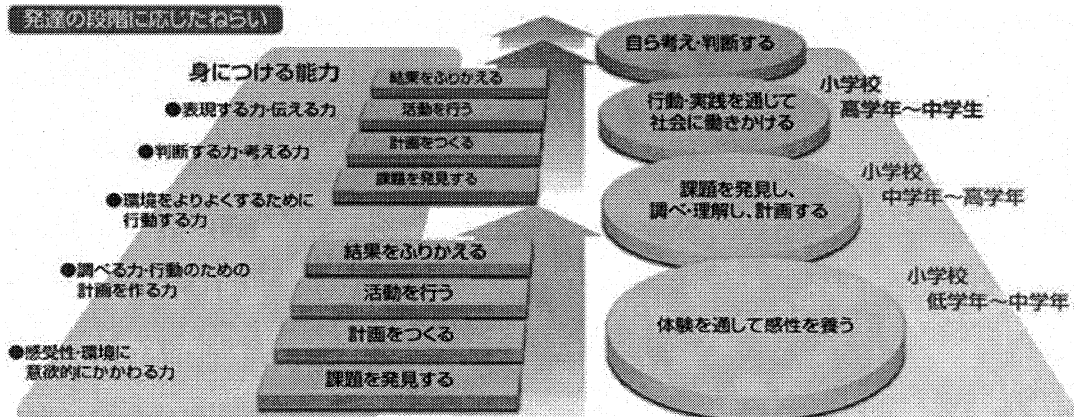 発達の段階に応じたねらい
身につける能力
●表現する力・伝える力
●判断する力・考える力
●環境をよりよくするために
行動する力
●調べる力・行動のための
計画を作る力
●感受性・環境に
意欲的にかかわる力
結果をふりかえる
活動を行う
計画をつくる
課題を発見する
結果をふりかえる
活動を行う
計画をつくる
課題を発見する
自ら考え・判断する
行動・実践を通じて
社会に働きかける
課題を発見し、
調べ・理解し、計画する
体験を通して感性を養う
小学校
高学年～中学生
小学校
中学年～高学年
小学校
低学年～中学年